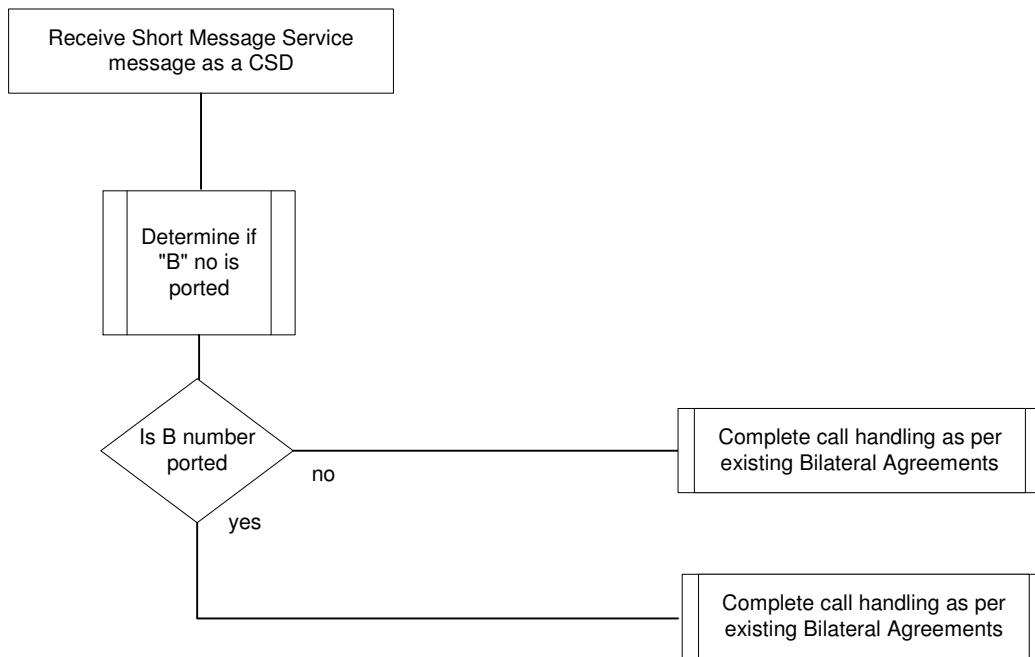 Receive Short Message Service
message as a CSD
Determine if
"B" no is
ported
Is B number
ported
no
yes
Complete call handling as per
existing Bilateral Agreements
Complete call handling as per
existing Bilateral Agreements